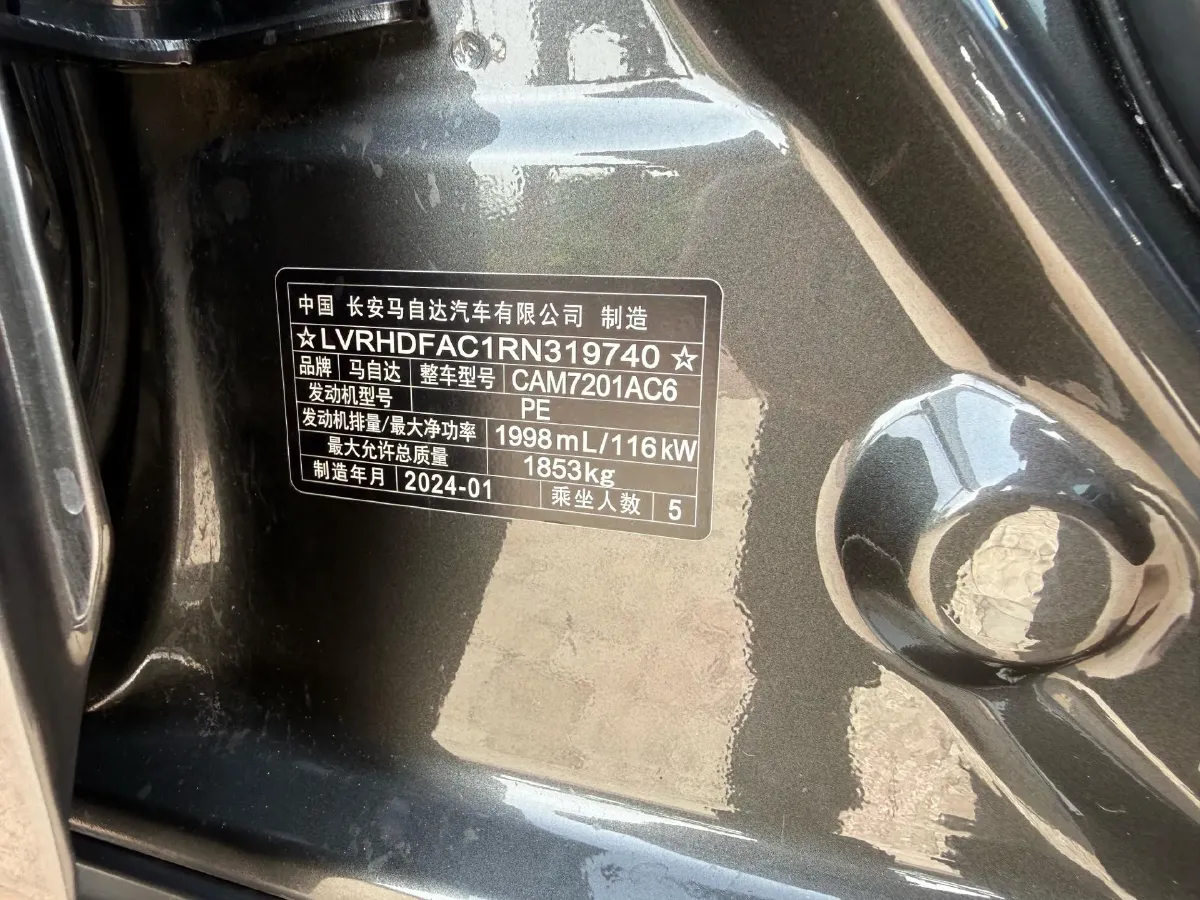 中国 长安马自达汽车有限公司 制造
☆LVRHDFAC1RN319740☆
品牌 马自达 整车型号 CAM7201AC6
发动机型号 PE
发动机排量/最大净功率 1998mL/116kW
最大允许总质量 1853kg
制造年月 2024-01 乘坐人数 5